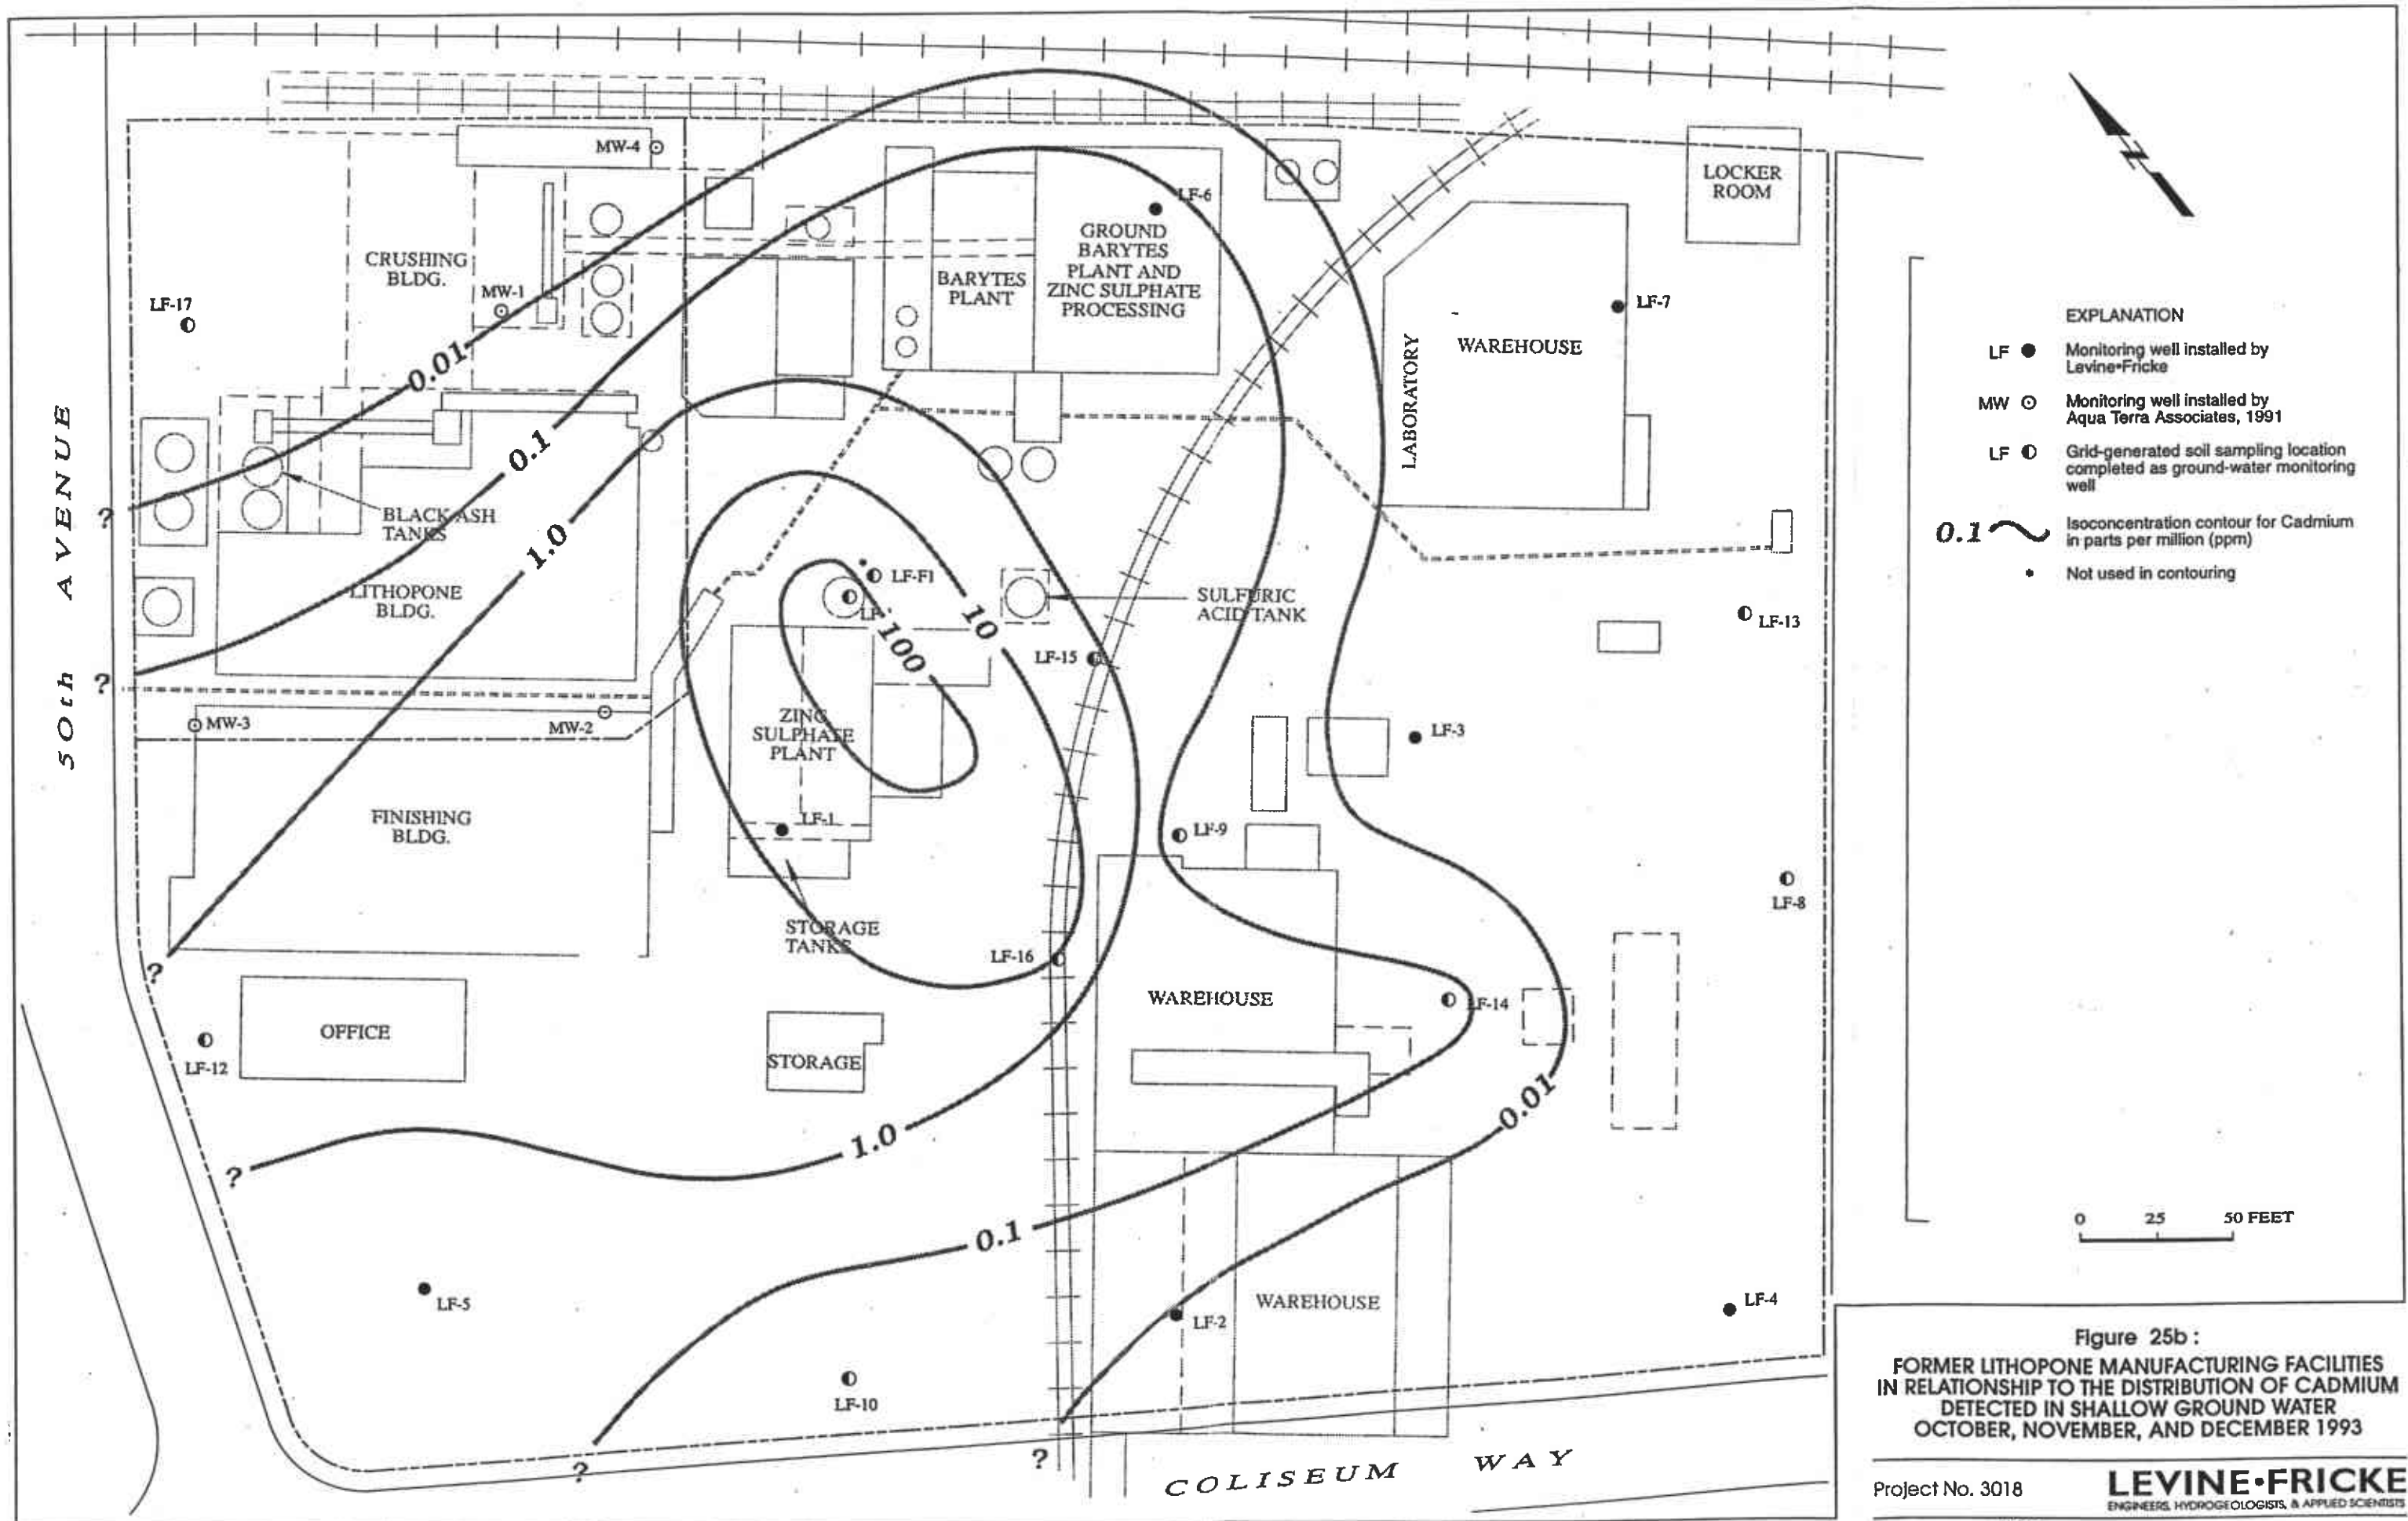 MW-4
LOCKER
ROOM
LF-6
GROUND
BARYTES
PLANT AND
ZINC SULPHATE
PROCESSING
CRUSHING
BLDG.
BARYTES
PLANT
MW-1
LF-17
LF-7
WAREHOUSE
LABORATORY
0.01
0.1
1.0
50th AVENUE
?
BLACK ASH
TANKS
LITHOPONE
BLDG.
LF-F1
LF
100
10
SULFURIC
ACID TANK
LF-13
LF-15
?
MW-3
MW-2
ZINC
SULPHATE
PLANT
LF-3
FINISHING
BLDG.
LF-1
LF-9
LF-8
STORAGE
TANKS
LF-16
?
WAREHOUSE
LF-14
OFFICE
LF-12
STORAGE
0.01
1.0
?
0.1
LF-5
LF-2
WAREHOUSE
LF-4
LF-10
?
?
COLISEUM WAY
EXPLANATION
LF Monitoring well installed by
Levine•Fricke
MW Monitoring well installed by
Aqua Terra Associates, 1991
LF Grid-generated soil sampling location
completed as ground-water monitoring
well
0.1 Isoconcentration contour for Cadmium
in parts per million (ppm)
• Not used in contouring
0 25 50 FEET
Figure 25b :
FORMER LITHOPONE MANUFACTURING FACILITIES
IN RELATIONSHIP TO THE DISTRIBUTION OF CADMIUM
DETECTED IN SHALLOW GROUND WATER
OCTOBER, NOVEMBER, AND DECEMBER 1993
Project No. 3018
LEVINE•FRICKE
ENGINEERS, HYDROGEOLOGISTS, & APPLIED SCIENTISTS